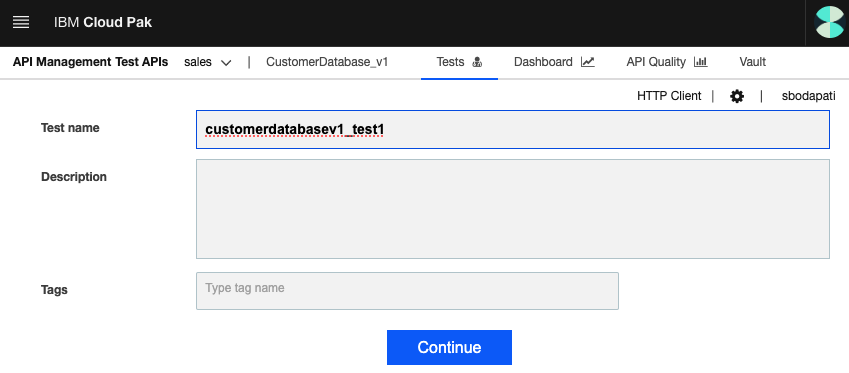 IBM Cloud Pak
API Management Test APIs sales | CustomerDatabase_v1 Tests Dashboard API Quality Vault
HTTP Client | | sbodapati
Test name customerdatabasev1_test1
Description
Tags Type tag name
Continue